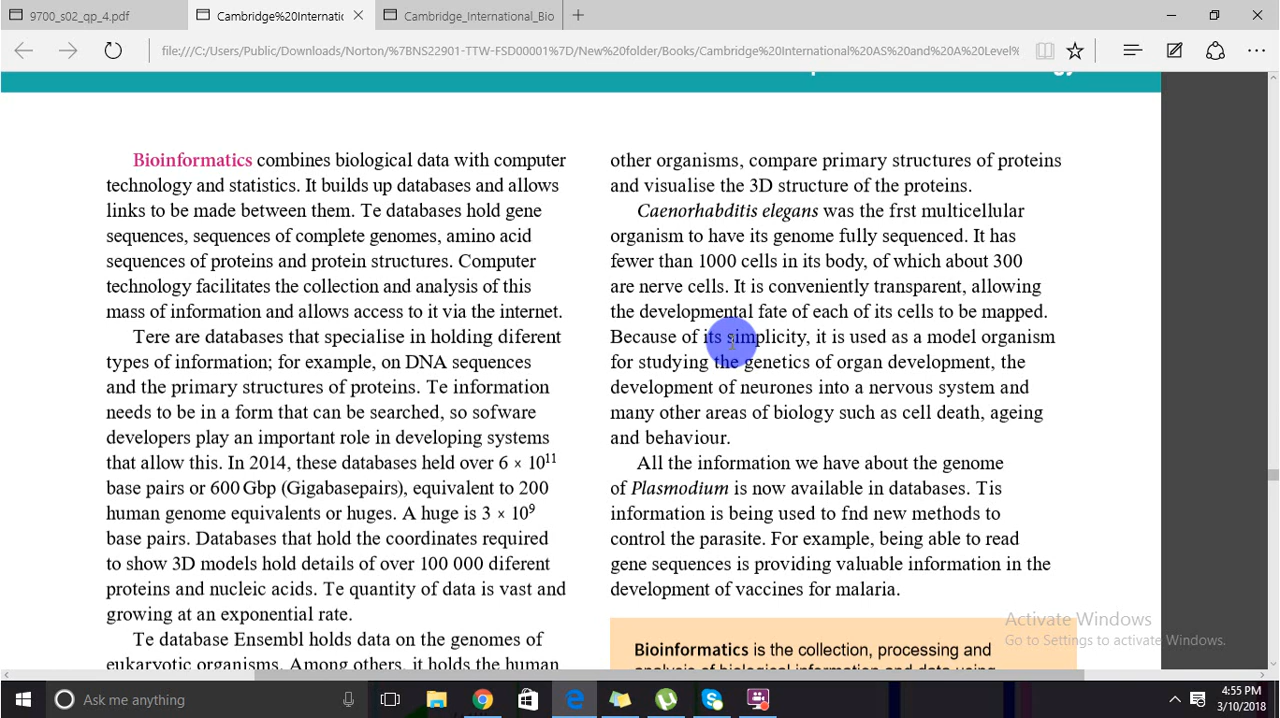 9700_s02_qp_4.pdf
Cambridge%20Internatic
Cambridge_International_Bio
file:///C:/Users/Public/Downloads/Norton/%7BNS22901-TTW-FSD00001%7D/New%20folder/Books/Cambridge%20International%20AS%20and%20A%20Level%
Bioinformatics combines biological data with computer
technology and statistics. It builds up databases and allows
links to be made between them. Te databases hold gene
sequences, sequences of complete genomes, amino acid
sequences of proteins and protein structures. Computer
technology facilitates the collection and analysis of this
mass of information and allows access to it via the internet.
Tere are databases that specialise in holding diferent
types of information; for example, on DNA sequences
and the primary structures of proteins. Te information
needs to be in a form that can be searched, so sofware
developers play an important role in developing systems
that allow this. In 2014, these databases held over 6 × 10¹¹
base pairs or 600 Gbp (Gigabasepairs), equivalent to 200
human genome equivalents or huges. A huge is 3 × 10⁹
base pairs. Databases that hold the coordinates required
to show 3D models hold details of over 100 000 diferent
proteins and nucleic acids. Te quantity of data is vast and
growing at an exponential rate.
Te database Ensembl holds data on the genomes of
eukaryotic organisms. Among others, it holds the human
other organisms, compare primary structures of proteins
and visualise the 3D structure of the proteins.
Caenorhabditis elegans was the frst multicellular
organism to have its genome fully sequenced. It has
fewer than 1000 cells in its body, of which about 300
are nerve cells. It is conveniently transparent, allowing
the developmental fate of each of its cells to be mapped.
Because of its simplicity, it is used as a model organism
for studying the genetics of organ development, the
development of neurones into a nervous system and
many other areas of biology such as cell death, ageing
and behaviour.
All the information we have about the genome
of Plasmodium is now available in databases. Tis
information is being used to fnd new methods to
control the parasite. For example, being able to read
gene sequences is providing valuable information in the
development of vaccines for malaria.
Bioinformatics is the collection, processing and
analysis of biological information and data using
Activate Windows
Go to Settings to activate Windows.
Ask me anything
4:55 PM
3/10/2018